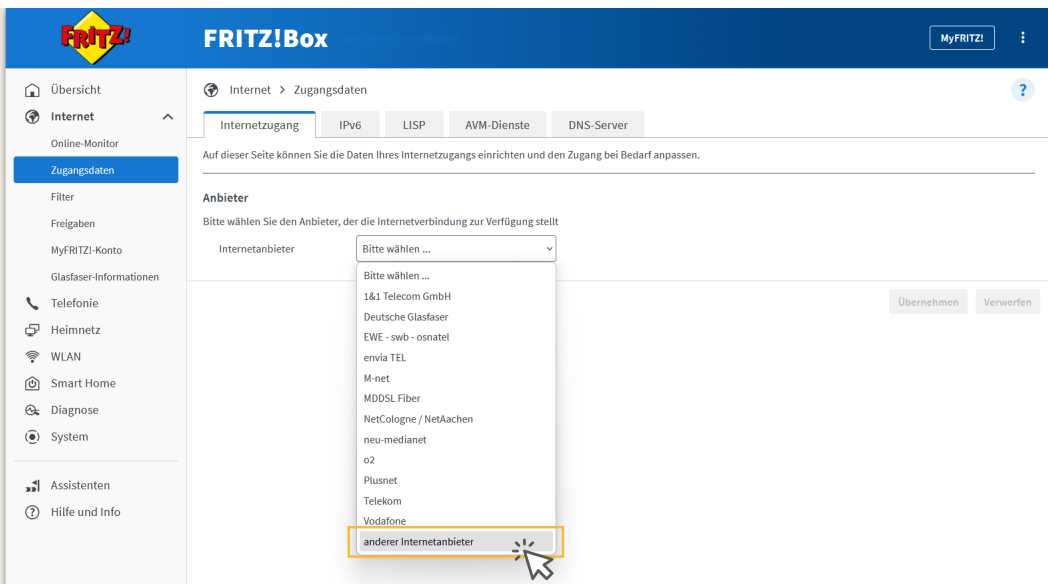 FRITZ!
FRITZ!Box
MyFRITZ!
Übersicht
Internet
Online-Monitor
Zugangsdaten
Filter
Freigaben
MyFRITZ!-Konto
Glasfaser-Informationen
Telefonie
Heimnetz
WLAN
Smart Home
Diagnose
System
Assistenten
Hilfe und Info
Internet > Zugangsdaten
?
Internetzugang IPv6 LISP AVM-Dienste DNS-Server
Auf dieser Seite können Sie die Daten Ihres Internetzugangs einrichten und den Zugang bei Bedarf anpassen.
Anbieter
Bitte wählen Sie den Anbieter, der die Internetverbindung zur Verfügung stellt
Internetanbieter Bitte wählen ...
Bitte wählen ...
1&1 Telecom GmbH
Deutsche Glasfaser
EWE - swb - osnatel
envia TEL
M-net
MDDSL Fiber
NetCologne / NetAachen
neu-medianet
o2
Plusnet
Telekom
Vodafone
anderer Internetanbieter
Übernehmen Verwerfen